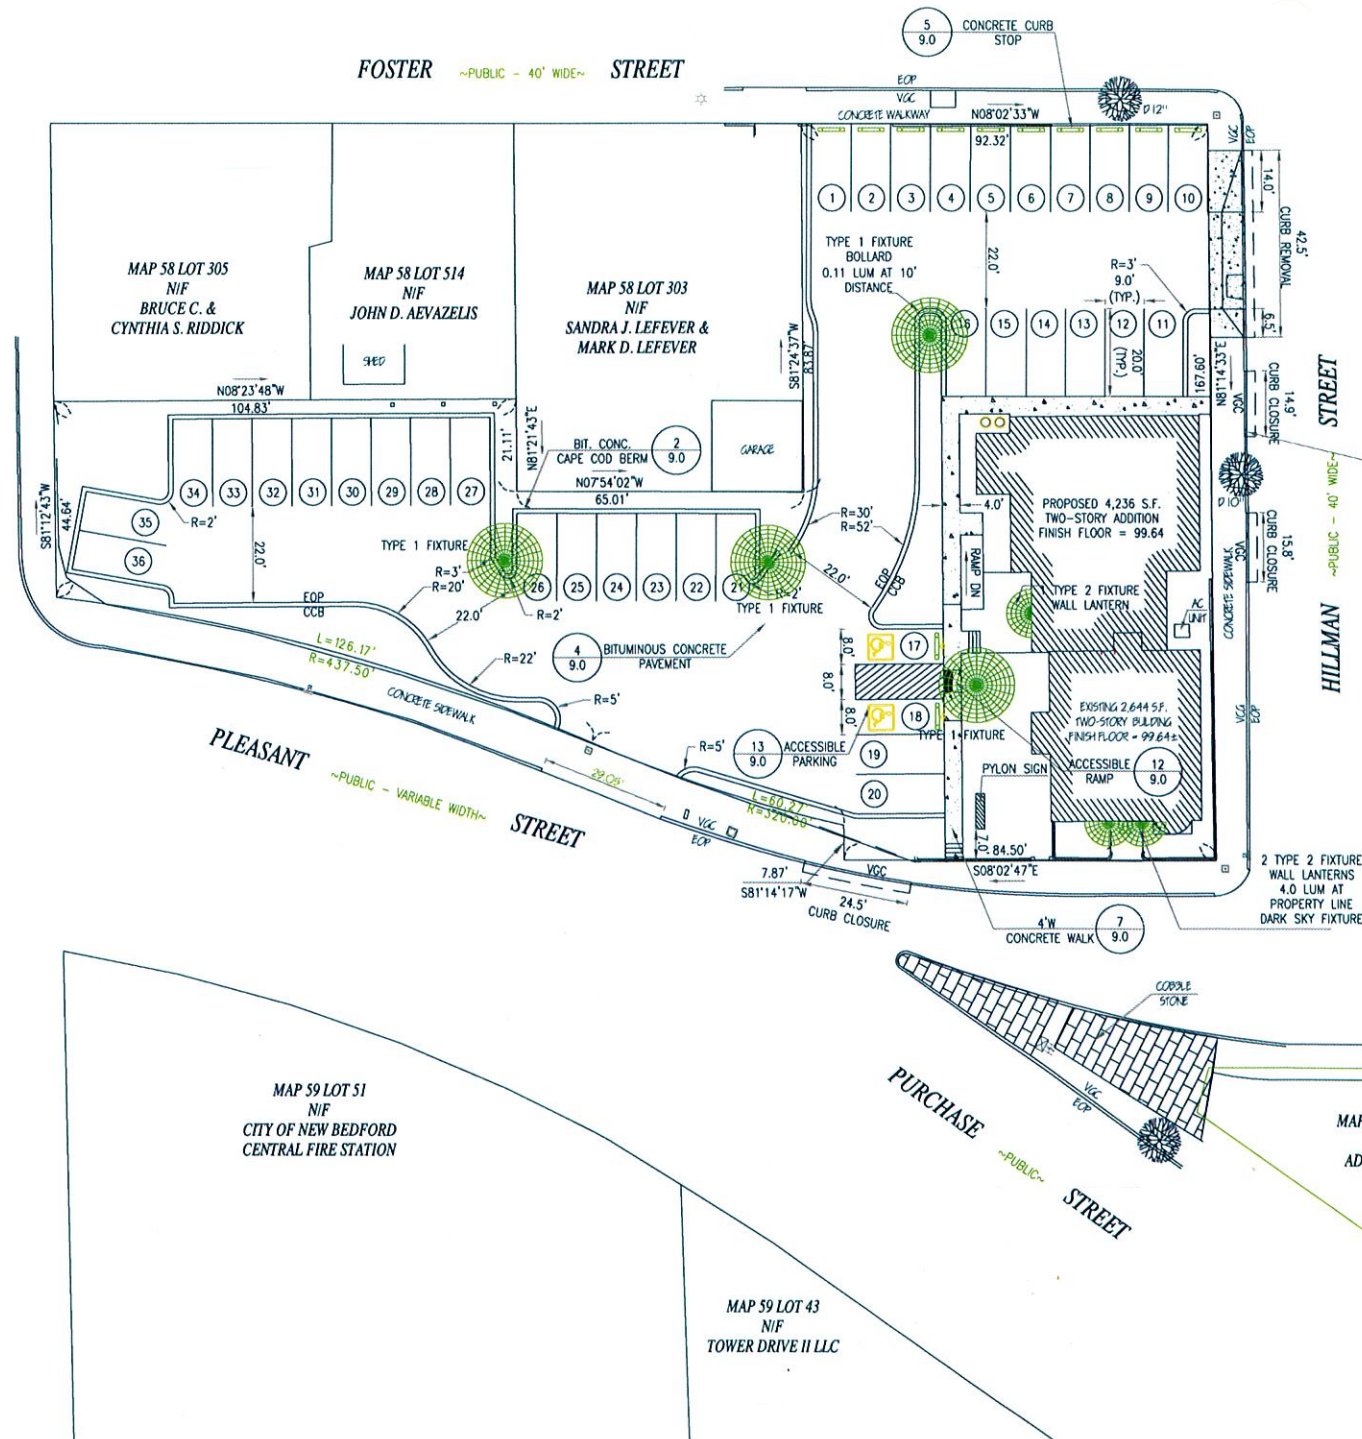 5
9.0
CONCRETE CURB
STOP
FOSTER ~PUBLIC - 40' WIDE~ STREET
EOP
VGC
CONCRETE WALKWAY
N08°02'33"W
92.32'
D12"
VGC
EOP
14.0'
CURB REMOVAL
42.5'
6.5'
1
2
3
4
5
6
7
8
9
10
TYPE 1 FIXTURE
BOLLARD
0.11 LUM AT 10'
DISTANCE
22.0'
R=3'
9.0'
(TYP.)
16
15
14
13
12
11
20.0'
(TYP.)
167.60'
N81°14'33"E
VGC
CURB CLOSURE
14.9'
MAP 58 LOT 305
N/F
BRUCE C. &
CYNTHIA S. RIDDICK
MAP 58 LOT 514
N/F
JOHN D. AEVAZELIS
SHED
MAP 58 LOT 303
N/F
SANDRA J. LEFEVER &
MARK D. LEFEVER
S81°24'37"W
83.87'
N08°23'48"W
104.83'
21.11'
N81°21'43"E
BIT. CONC.
CAPE COD BERM
2
9.0
GARAGE
N07°54'02"W
65.01'
S81°12'43"W
44.64'
34
33
32
31
30
29
28
27
35
36
R=2'
22.0'
TYPE 1 FIXTURE
R=3'
R=20'
22.0'
R=2'
26
25
24
23
22
21
R=2'
TYPE 1 FIXTURE
R=30'
R=52'
22.0'
EOP
CCB
4.0'
RAMP DN
PROPOSED 4,236 S.F.
TWO-STORY ADDITION
FINISH FLOOR = 99.64
1 TYPE 2 FIXTURE
WALL LANTERN
AC
UNIT
D10"
VGC
CURB CLOSURE
15.8'
CONCRETE SIDEWALK
HILLMAN ~PUBLIC - 40' WIDE~ STREET
EOP
VGC
EOP
CCB
L=126.17'
R=437.50'
CONCRETE SIDEWALK
R=22'
R=5'
4
9.0
BITUMINOUS CONCRETE
PAVEMENT
8.0'
8.0'
8.0'
17
18
19
20
TYPE 1 FIXTURE
EXISTING 2,644 S.F.
TWO-STORY BUILDING
FINISH FLOOR = 99.64±
ACCESSIBLE
RAMP
12
9.0
PYLON SIGN
7.0'
84.50'
S08°02'47"E
R=5'
13
9.0
ACCESSIBLE
PARKING
PLEASANT ~PUBLIC - VARIABLE WIDTH~ STREET
L=60.27'
R=320.00'
VGC
EOP
VGC
7.87'
S81°14'17"W
24.5'
CURB CLOSURE
4'W
CONCRETE WALK
7
9.0
2 TYPE 2 FIXTURE
WALL LANTERNS
4.0 LUM AT
PROPERTY LINE
DARK SKY FIXTURE
COBBLE
STONE
VGC
EOP
PURCHASE ~PUBLIC~ STREET
MAP 59 LOT 51
N/F
CITY OF NEW BEDFORD
CENTRAL FIRE STATION
MAP 59 LOT 43
N/F
TOWER DRIVE II LLC
AD